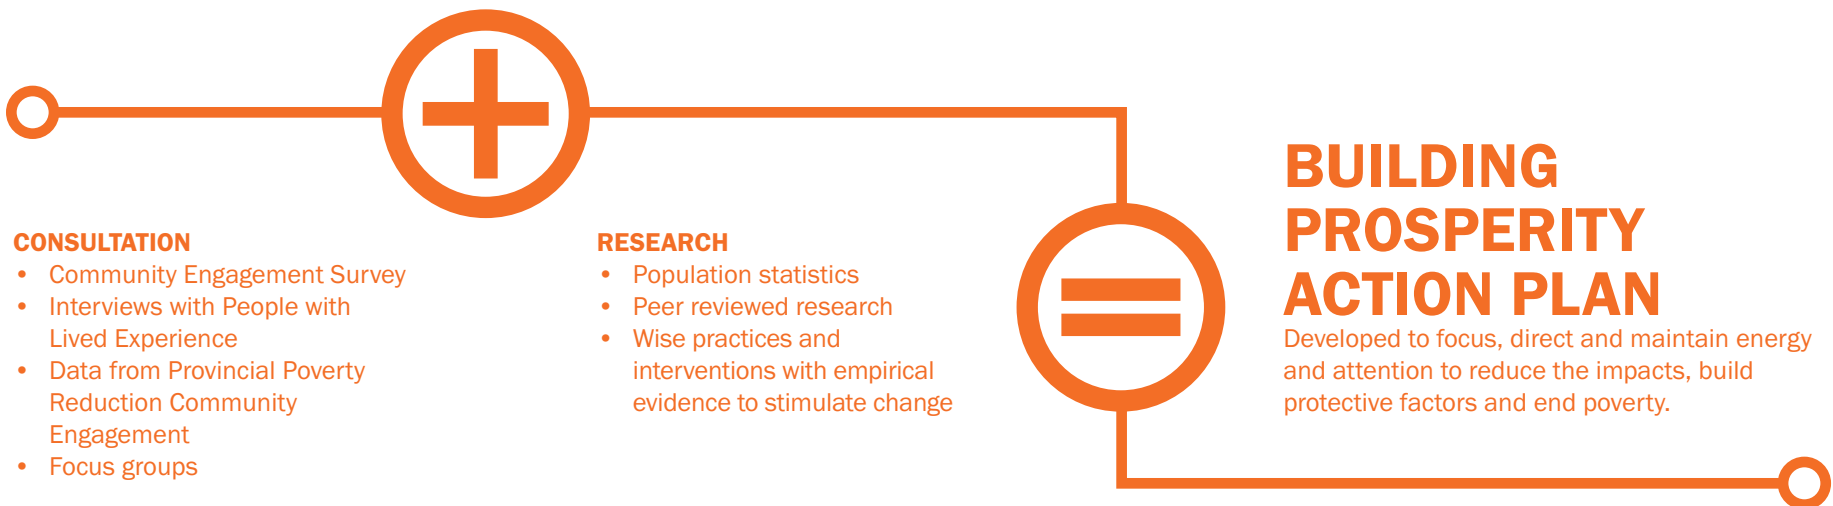 CONSULTATION
• Community Engagement Survey
• Interviews with People with
Lived Experience
• Data from Provincial Poverty
Reduction Community
Engagement
• Focus groups
RESEARCH
• Population statistics
• Peer reviewed research
• Wise practices and
interventions with empirical
evidence to stimulate change
BUILDING
PROSPERITY
ACTION PLAN
Developed to focus, direct and maintain energy
and attention to reduce the impacts, build
protective factors and end poverty.